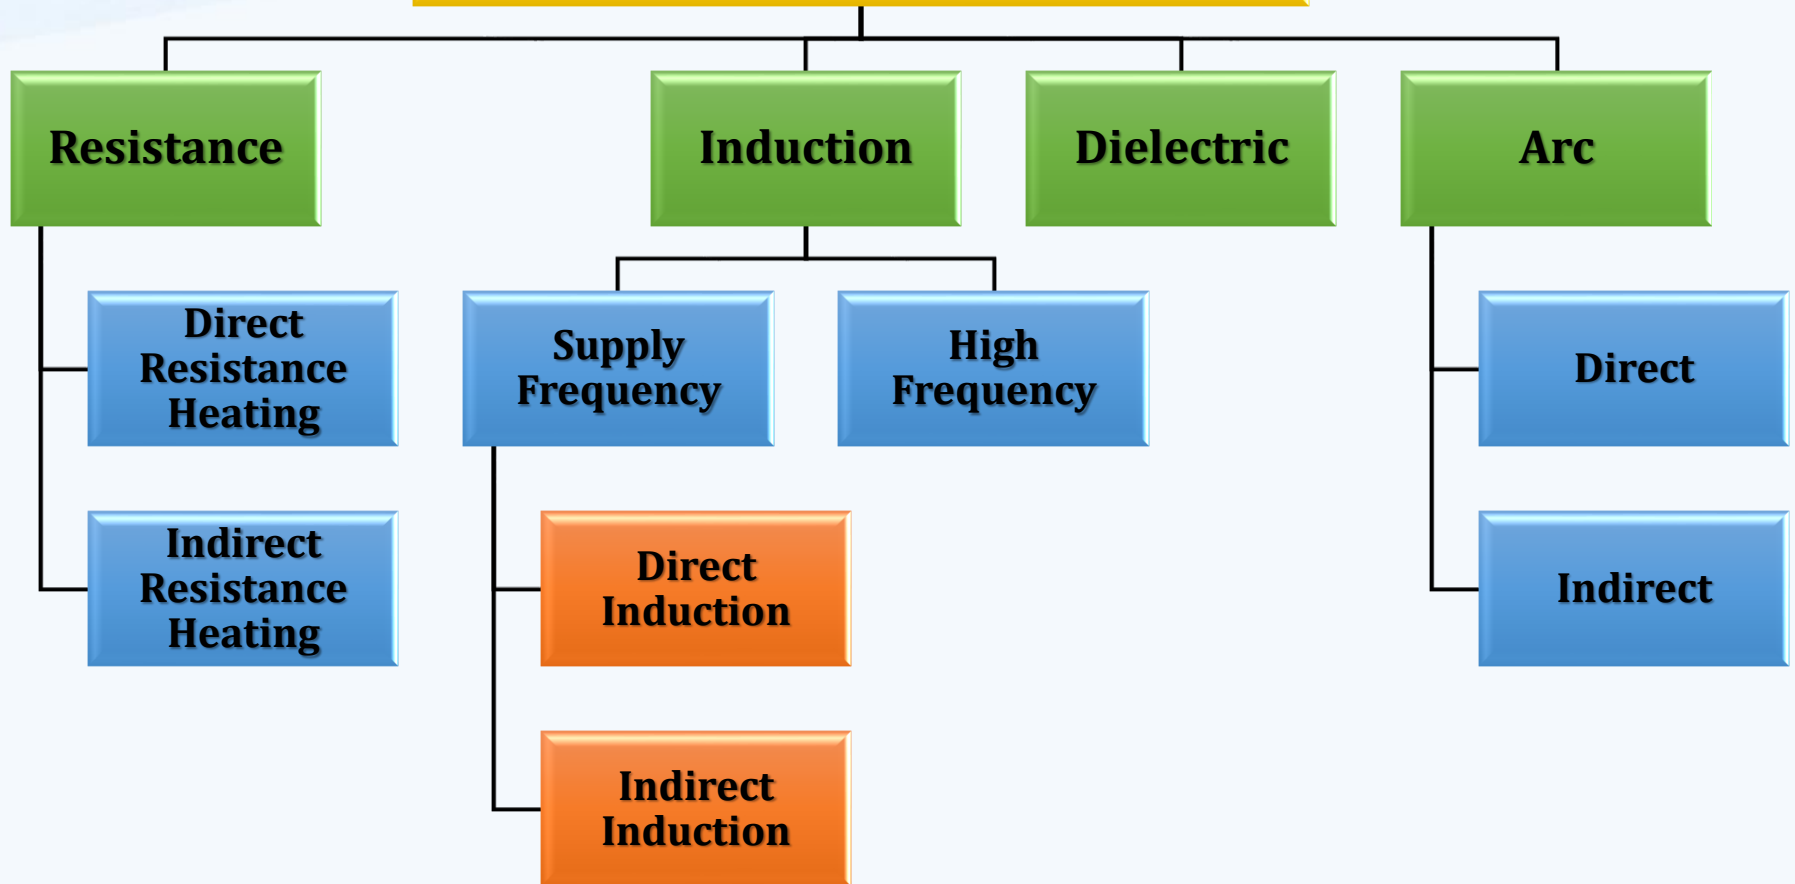 Resistance
Induction
Dielectric
Arc
Direct
Resistance
Heating
Supply
Frequency
High
Frequency
Direct
Indirect
Resistance
Heating
Direct
Induction
Indirect
Indirect
Induction